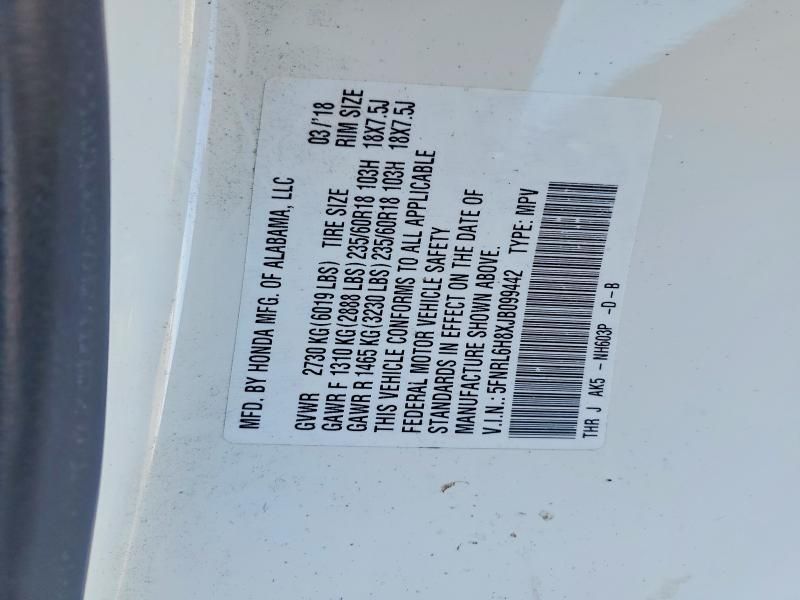 MFD. BY HONDA MFG. OF ALABAMA, LLC 03/'18
GVWR 2730 KG(6019 LBS) TIRE SIZE RIM SIZE
GAWR F 1310 KG(2888 LBS)235/60R18 103H 18X7.5J
GAWR R 1465 KG(3230 LBS)235/60R18 103H 18X7.5J
THIS VEHICLE CONFORMS TO ALL APPLICABLE
FEDERAL MOTOR VEHICLE SAFETY
STANDARDS IN EFFECT ON THE DATE OF
MANUFACTURE SHOWN ABOVE.
V.I.N.: 5FNRL6H8XJB099442 TYPE: MPV
THR J AK5 -NH603P -D-B